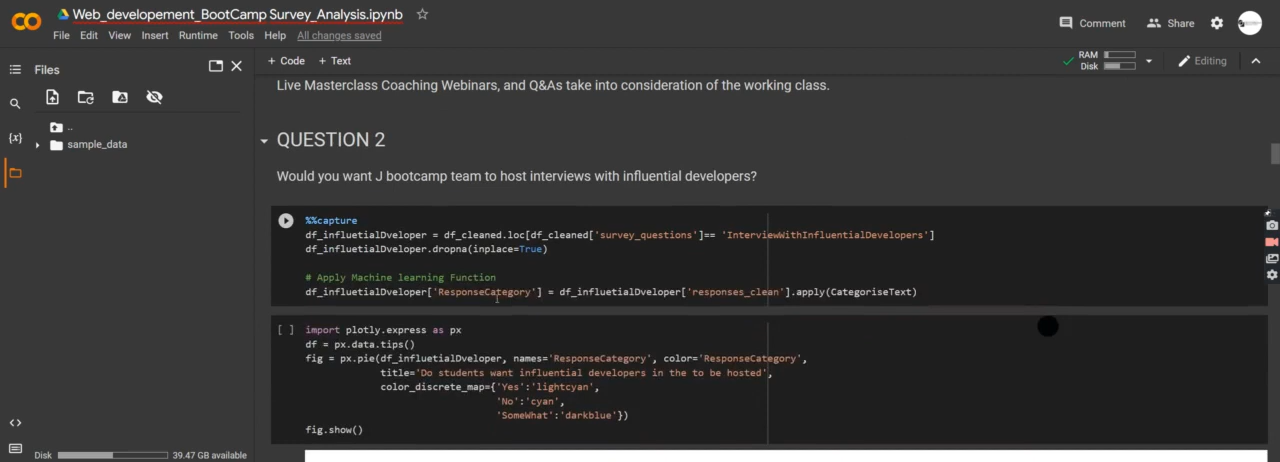 Web_developement_BootCamp Survey_Analysis.ipynb
File Edit View Insert Runtime Tools Help All changes saved
Comment Share
Files
+ Code + Text
RAM
Disk
Editing
..
sample_data
{x}
Live Masterclass Coaching Webinars, and Q&As take into consideration of the working class.
QUESTION 2
Would you want J bootcamp team to host interviews with influential developers?
%%capture
df_influetialDveloper = df_cleaned.loc[df_cleaned['survey_questions']== 'InterviewWithInfluentialDevelopers']
df_influetialDveloper.dropna(inplace=True)
# Apply Machine learning Function
df_influetialDveloper['ResponseCategory'] = df_influetialDveloper['responses_clean'].apply(CategoriseText)
[ ] import plotly.express as px
df = px.data.tips()
fig = px.pie(df_influetialDveloper, names='ResponseCategory', color='ResponseCategory',
title='Do students want influential developers in the to be hosted',
color_discrete_map={'Yes':'lightcyan',
'No':'cyan',
'SomeWhat':'darkblue'})
fig.show()
Disk 39.47 GB available